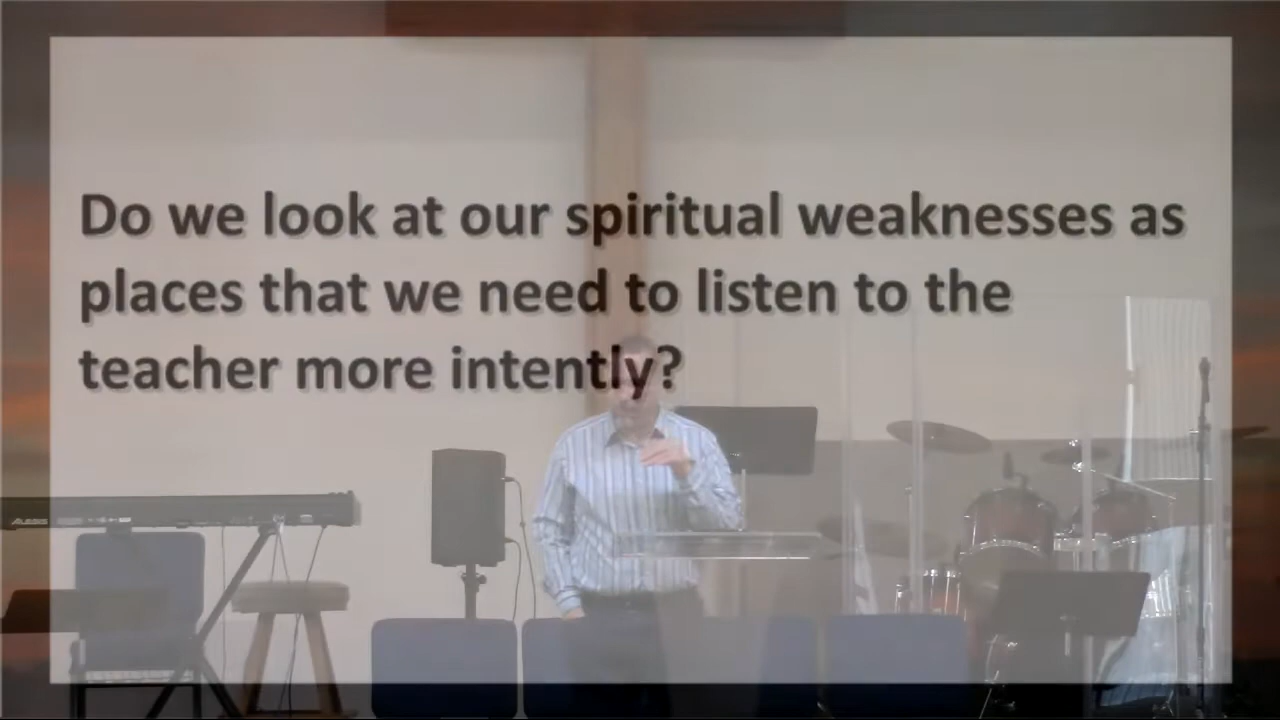 Do we look at our spiritual weaknesses as
places that we need to listen to the
teacher more intently?
ALESIS